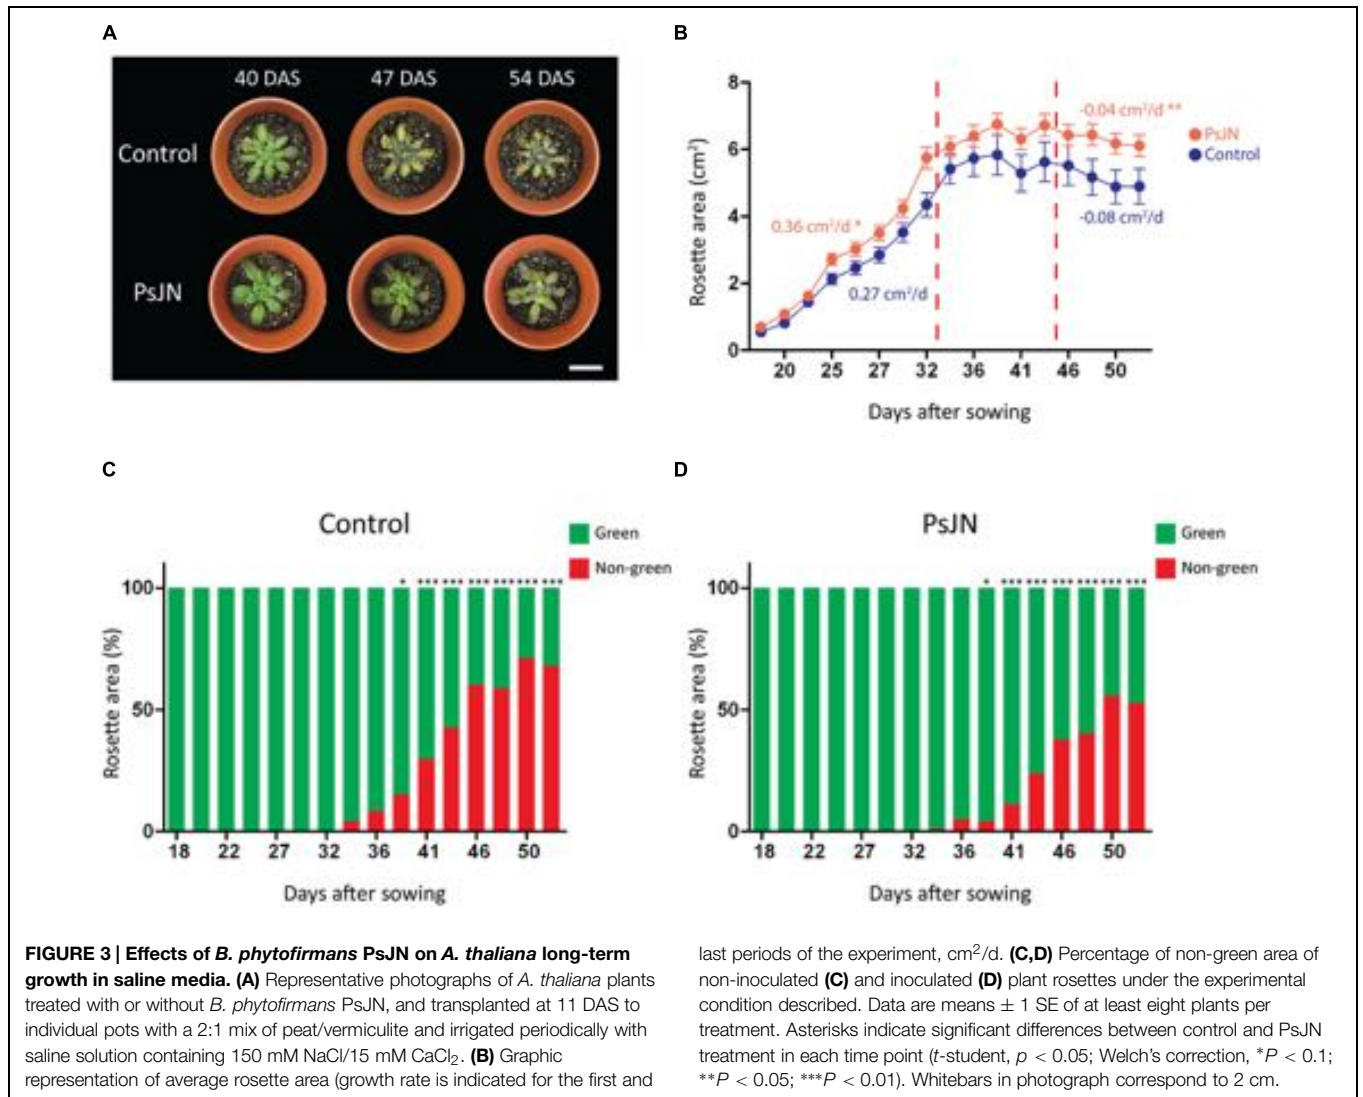 A
40 DAS 47 DAS 54 DAS
Control
PsJN
B
8
6
4
2
0
Rosette area (cm²)
-0.04 cm²/d **
PsJN
Control
0.36 cm²/d *
0.27 cm²/d
-0.08 cm²/d
20 25 27 32 36 41 46 50
Days after sowing
C
Control
Green
Non-green
100
50
0
Rosette area (%)
* *** *** *** *** *** ***
18 22 27 32 36 41 46 50
Days after sowing
D
PsJN
Green
Non-green
100
50
0
Rosette area (%)
* *** *** *** *** *** ***
18 22 27 32 36 41 46 50
Days after sowing
FIGURE 3 | Effects of B. phytofirmans PsJN on A. thaliana long-term
growth in saline media. (A) Representative photographs of A. thaliana plants
treated with or without B. phytofirmans PsJN, and transplanted at 11 DAS to
individual pots with a 2:1 mix of peat/vermiculite and irrigated periodically with
saline solution containing 150 mM NaCl/15 mM CaCl₂. (B) Graphic
representation of average rosette area (growth rate is indicated for the first and
last periods of the experiment, cm²/d. (C,D) Percentage of non-green area of
non-inoculated (C) and inoculated (D) plant rosettes under the experimental
condition described. Data are means ± 1 SE of at least eight plants per
treatment. Asterisks indicate significant differences between control and PsJN
treatment in each time point (t-student, p < 0.05; Welch's correction, *P < 0.1;
**P < 0.05; ***P < 0.01). Whitebars in photograph correspond to 2 cm.